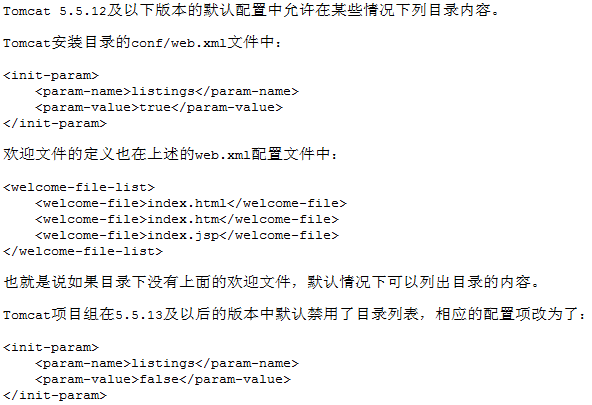 Tomcat 5.5.12及以下版本的默认配置中允许在某些情况下列目录内容。
Tomcat安装目录的conf/web.xml文件中：
<init-param>
    <param-name>listings</param-name>
    <param-value>true</param-value>
</init-param>
欢迎文件的定义也在上述的web.xml配置文件中：
<welcome-file-list>
    <welcome-file>index.html</welcome-file>
    <welcome-file>index.htm</welcome-file>
    <welcome-file>index.jsp</welcome-file>
</welcome-file-list>
也就是说如果目录下没有上面的欢迎文件，默认情况下可以列出目录的内容。
Tomcat项目组在5.5.13及以后的版本中默认禁用了目录列表，相应的配置项改为了：
<init-param>
    <param-name>listings</param-name>
    <param-value>false</param-value>
</init-param>